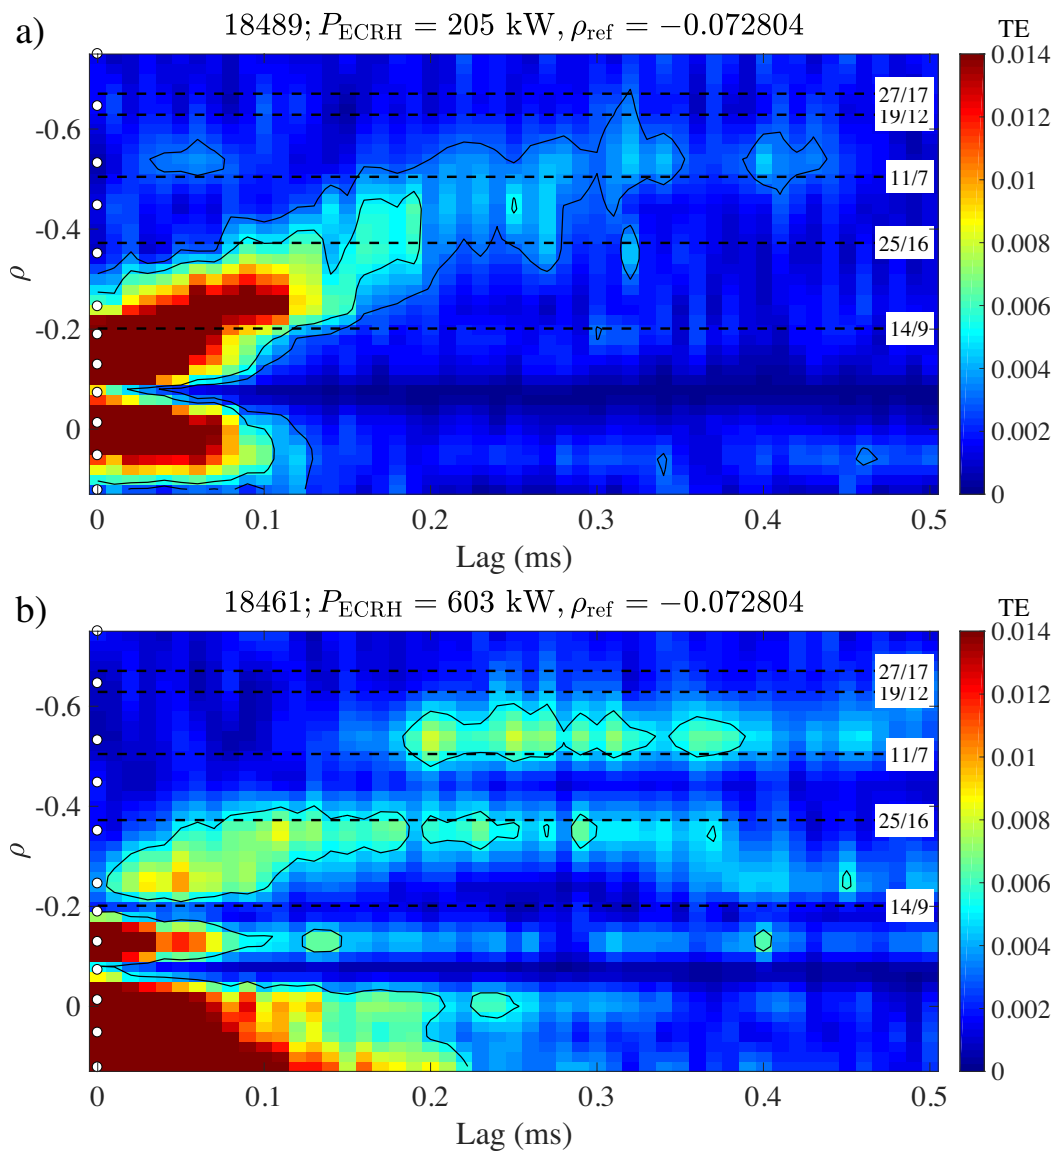 a)
18489; P_ECRH = 205 kW, ρ_ref = −0.072804
TE
0.014
0.012
0.01
0.008
0.006
0.004
0.002
0
27/17
19/12
11/7
25/16
14/9
-0.6
-0.4
-0.2
0
ρ
0 0.1 0.2 0.3 0.4 0.5
Lag (ms)
b)
18461; P_ECRH = 603 kW, ρ_ref = −0.072804
TE
0.014
0.012
0.01
0.008
0.006
0.004
0.002
0
27/17
19/12
11/7
25/16
14/9
-0.6
-0.4
-0.2
0
ρ
0 0.1 0.2 0.3 0.4 0.5
Lag (ms)